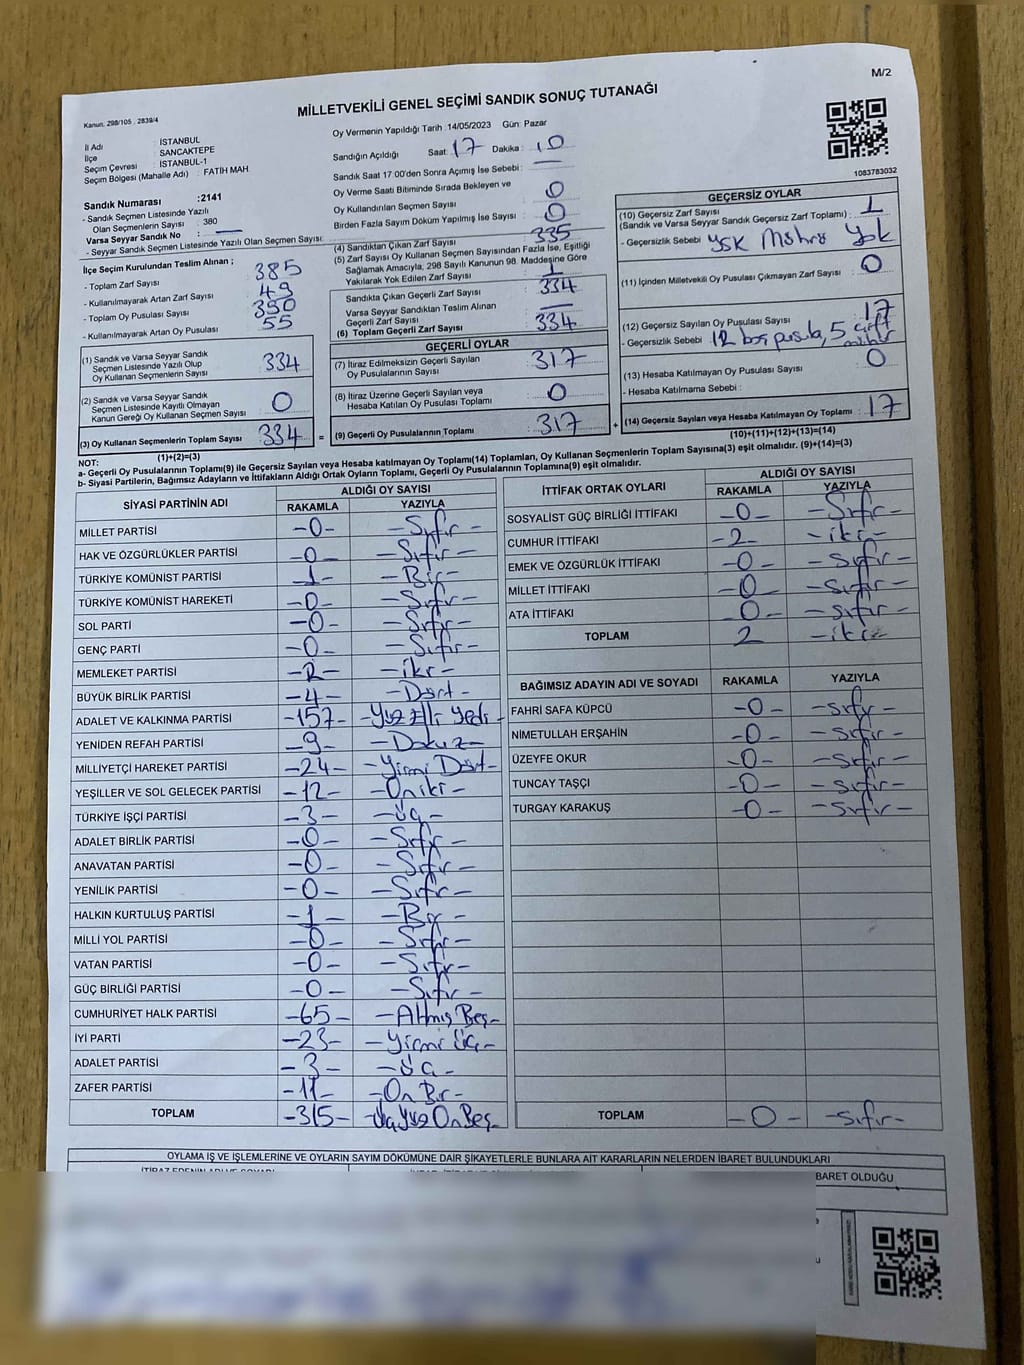 M/2
MİLLETVEKİLİ GENEL SEÇİMİ SANDIK SONUÇ TUTANAĞI
Kanun: 298/105 , 2839/4
İl Adı : İSTANBUL
İlçe : SANCAKTEPE
Seçim Çevresi : İSTANBUL-1
Seçim Bölgesi (Mahalle Adı) : FATİH MAH
Sandık Numarası :2141
- Sandık Seçmen Listesinde Yazılı
Olan Seçmenlerin Sayısı : 380
Varsa Seyyar Sandık No : —
- Seyyar Sandık Seçmen Listesinde Yazılı Olan Seçmen Sayısı:
İlçe Seçim Kurulundan Teslim Alınan ;
- Toplam Zarf Sayısı 385
- Kullanılmayarak Artan Zarf Sayısı 49
- Toplam Oy Pusulası Sayısı 390
- Kullanılmayarak Artan Oy Pusulası 55
(1) Sandık ve Varsa Seyyar Sandık
Seçmen Listesinde Yazılı Olup
Oy Kullanan Seçmenlerin Sayısı 334
(2) Sandık ve Varsa Seyyar Sandık
Seçmen Listesinde Kayıtlı Olmayan
Kanun Gereği Oy Kullanan Seçmen Sayısı 0
(3) Oy Kullanan Seçmenlerin Toplam Sayısı 334 =
(1)+(2)=(3)
Oy Vermenin Yapıldığı Tarih :14/05/2023 Gün: Pazar
Sandığın Açıldığı Saat: 17 Dakika : 10
Sandık Saat 17 00'den Sonra Açımış İse Sebebi : —
Oy Verme Saati Bitiminde Sırada Bekleyen ve
Oy Kullandırılan Seçmen Sayısı : 0
Birden Fazla Sayım Döküm Yapılmış İse Sayısı : 0
(4) Sandıktan Çıkan Zarf Sayısı 335
(5) Zarf Sayısı Oy Kullanan Seçmen Sayısından Fazla İse, Eşitliği
Sağlamak Amacıyla, 298 Sayılı Kanunun 98. Maddesine Göre
Yakılarak Yok Edilen Zarf Sayısı 1
Sandıkta Çıkan Geçerli Zarf Sayısı 334
Varsa Seyyar Sandıktan Teslim Alınan
Geçerli Zarf Sayısı —
(6) Toplam Geçerli Zarf Sayısı 334
GEÇERLİ OYLAR
(7) İtiraz Edilmeksizin Geçerli Sayılan
Oy Pusulalarının Sayısı 317
(8) İtiraz Üzerine Geçerli Sayılan veya
Hesaba Katılan Oy Pusulası Toplamı 0
(9) Geçerli Oy Pusulalarının Toplamı 317 +
1083783032
GEÇERSİZ OYLAR
(10) Geçersiz Zarf Sayısı
(Sandık ve Varsa Seyyar Sandık Geçersiz Zarf Toplamı) : 1
- Geçersizlik Sebebi : YSK Mührü Yok
(11) İçinden Milletvekili Oy Pusulası Çıkmayan Zarf Sayısı : 0
(12) Geçersiz Sayılan Oy Pusulası Sayısı : 17
- Geçersizlik Sebebi : 12 boş pusula, 5 çift mühür
(13) Hesaba Katılmayan Oy Pusulası Sayısı : 0
- Hesaba Katılmama Sebebi :
(14) Geçersiz Sayılan veya Hesaba Katılmayan Oy Toplamı : 17
(10)+(11)+(12)+(13)=(14)
NOT:
a- Geçerli Oy Pusulalarının Toplamı(9) ile Geçersiz Sayılan veya Hesaba katılmayan Oy Toplamı(14) Toplamları, Oy Kullanan Seçmenlerin Toplam Sayısına(3) eşit olmalıdır. (9)+(14)=(3)
b- Siyasi Partilerin, Bağımsız Adayların ve İttifakların Aldığı Ortak Oyların Toplamı, Geçerli Oy Pusulalarının Toplamına(9) eşit olmalıdır.
SİYASİ PARTİNİN ADI ALDIĞI OY SAYISI
RAKAMLA YAZIYLA
MİLLET PARTİSİ -0- -Sıfır-
HAK VE ÖZGÜRLÜKLER PARTİSİ -0- -Sıfır-
TÜRKİYE KOMÜNİST PARTİSİ -1- -Bir-
TÜRKİYE KOMÜNİST HAREKETİ -0- -Sıfır-
SOL PARTİ -0- -Sıfır-
GENÇ PARTİ -0- -Sıfır-
MEMLEKET PARTİSİ -2- -iki-
BÜYÜK BİRLİK PARTİSİ -4- -Dört-
ADALET VE KALKINMA PARTİSİ -157- -Yüz Elli Yedi-
YENİDEN REFAH PARTİSİ -9- -Dokuz-
MİLLİYETÇİ HAREKET PARTİSİ -24- -Yirmi Dört-
YEŞİLLER VE SOL GELECEK PARTİSİ -12- -Oniki-
TÜRKİYE İŞÇİ PARTİSİ -3- -Üç-
ADALET BİRLİK PARTİSİ -0- -Sıfır-
ANAVATAN PARTİSİ -0- -Sıfır-
YENİLİK PARTİSİ -0- -Sıfır-
HALKIN KURTULUŞ PARTİSİ -1- -Bir-
MİLLİ YOL PARTİSİ -0- -Sıfır-
VATAN PARTİSİ -0- -Sıfır-
GÜÇ BİRLİĞİ PARTİSİ -0- -Sıfır-
CUMHURİYET HALK PARTİSİ -65- -Altmış Beş-
İYİ PARTİ -23- -Yirmi Üç-
ADALET PARTİSİ -3- -Üç-
ZAFER PARTİSİ -11- -On Bir-
TOPLAM -315- -Üç Yüz On Beş-
İTTİFAK ORTAK OYLARI ALDIĞI OY SAYISI
RAKAMLA YAZIYLA
SOSYALİST GÜÇ BİRLİĞİ İTTİFAKI -0- -Sıfır-
CUMHUR İTTİFAKI -2- -iki-
EMEK VE ÖZGÜRLÜK İTTİFAKI -0- -Sıfır-
MİLLET İTTİFAKI -0- -Sıfır-
ATA İTTİFAKI -0- -sıfır-
TOPLAM 2 -iki-
BAĞIMSIZ ADAYIN ADI VE SOYADI RAKAMLA YAZIYLA
FAHRİ SAFA KÜPCÜ -0- -sıfır-
NİMETULLAH ERŞAHİN -0- -sıfır-
ÜZEYFE OKUR -0- -sıfır-
TUNCAY TAŞÇI -0- -sıfır-
TURGAY KARAKUŞ -0- -sıfır-
TOPLAM -0- -sıfır-
OYLAMA İŞ VE İŞLEMLERİNE VE OYLARIN SAYIM DÖKÜMÜNE DAİR ŞİKAYETLERLE BUNLARA AİT KARARLARIN NELERDEN İBARET BULUNDUKLARI
BARET OLDUĞU